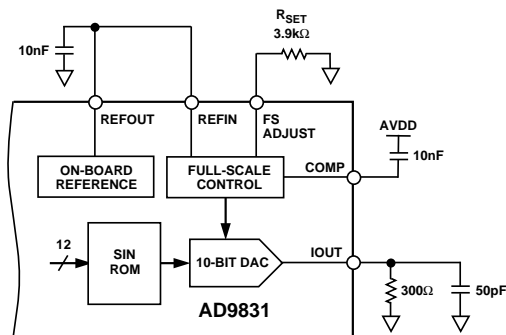 R_SET
3.9kΩ
10nF
REFOUT
REFIN
FS
ADJUST
AVDD
10nF
ON-BOARD
REFERENCE
FULL-SCALE
CONTROL
COMP
12
SIN
ROM
10-BIT DAC
IOUT
AD9831
300Ω
50pF